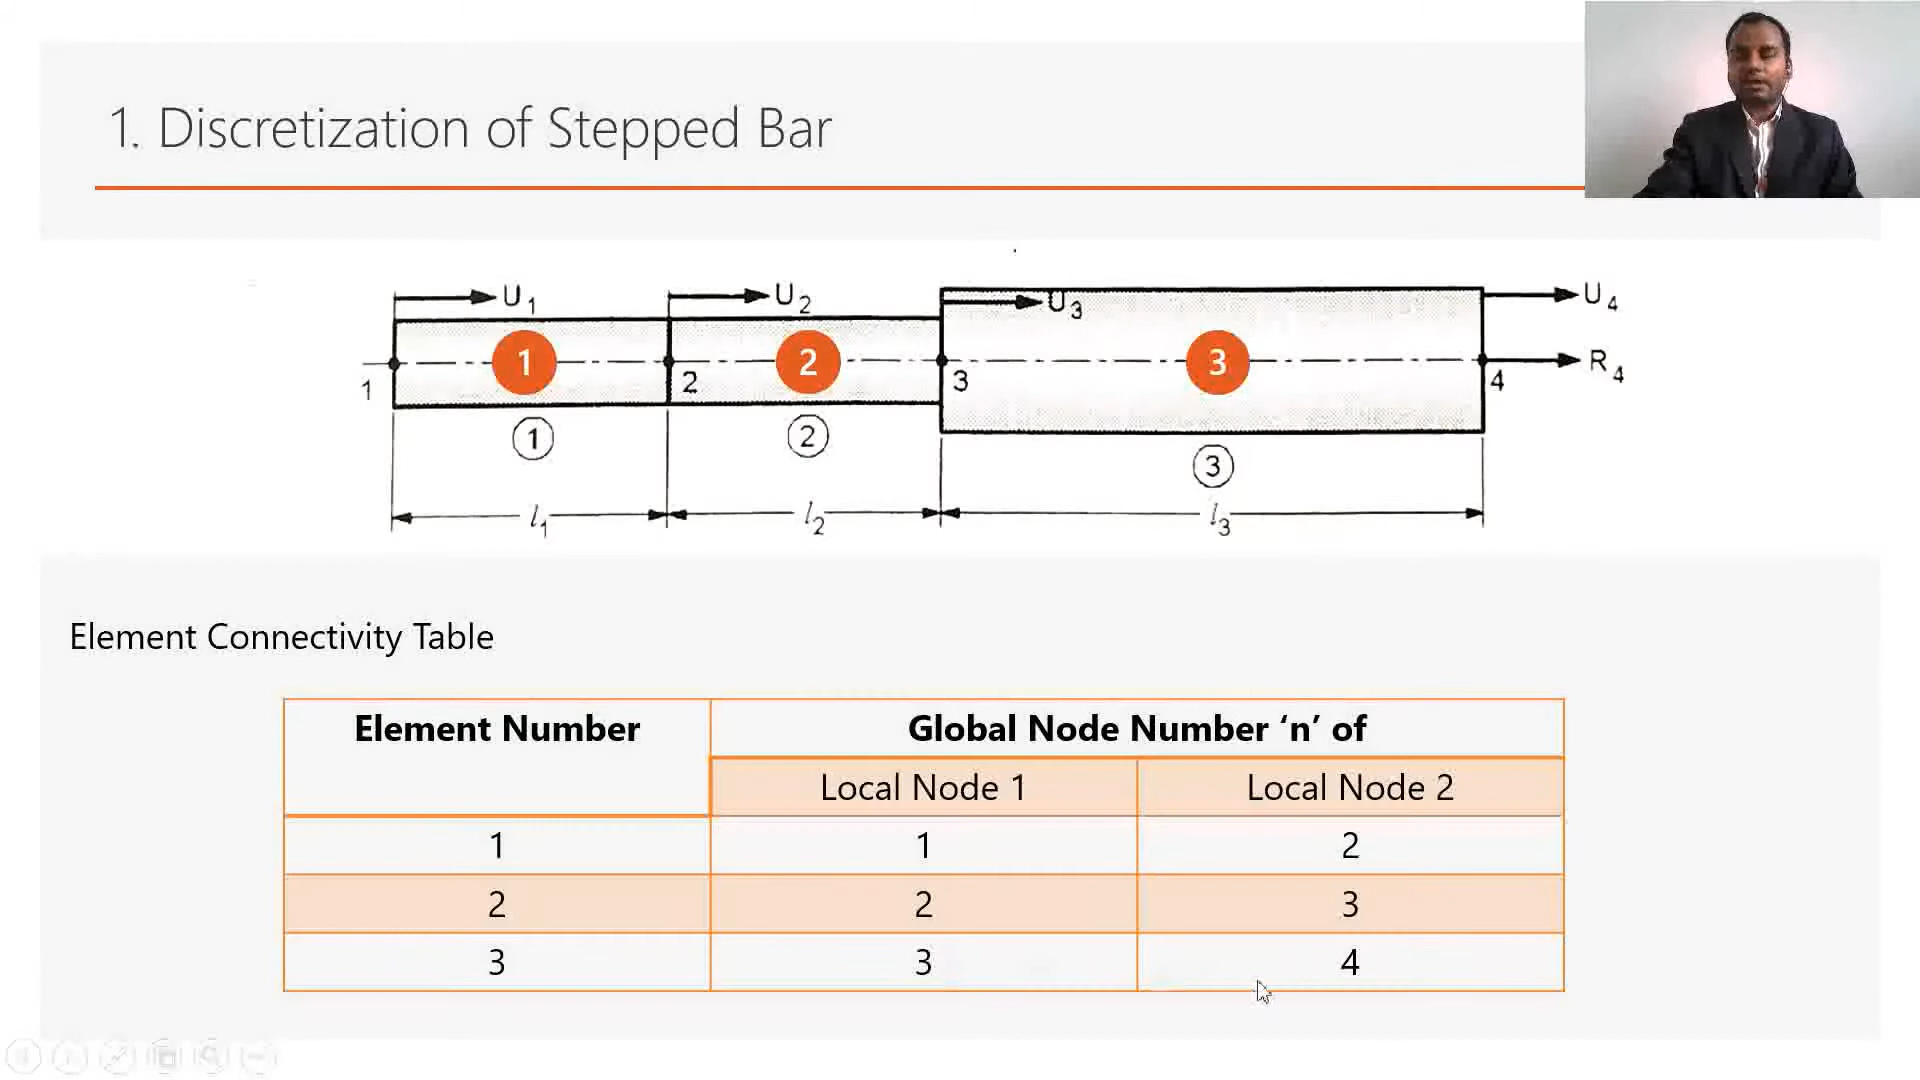 1. Discretization of Stepped Bar
U1 U2 U3 U4
1 2 3
1 2 3 4 R4
1 2 3
l1 l2 l3
Element Connectivity Table
Element Number Global Node Number ‘n’ of
Local Node 1 Local Node 2
1 1 2
2 2 3
3 3 4